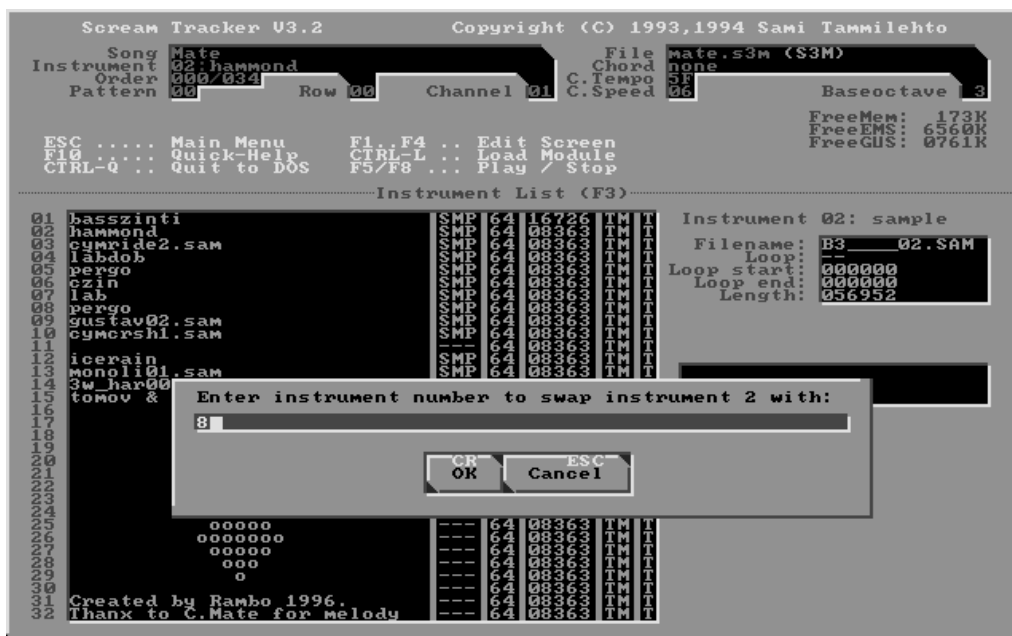 Scream Tracker V3.2 Copyright (C) 1993,1994 Sami Tammilehto
Song Mate File mate.s3m (S3M)
Instrument 02:hammond Chord none
Order 000/034 C.Tempo 5F
Pattern 00 Row 00 Channel 01 C.Speed 06 Baseoctave 3
FreeMem: 173K
FreeEMS: 6560K
ESC ..... Main Menu F1..F4 .. Edit Screen FreeGUS: 0761K
F10 ..... Quick-Help CTRL-L .. Load Module
CTRL-Q .. Quit to DOS F5/F8 ... Play / Stop
Instrument List (F3)
01 basszinti SMP 64 16726 TM T Instrument 02: sample
02 hammond SMP 64 08363 TM T
03 cymride2.sam SMP 64 08363 TM T Filename: B3____02.SAM
04 labdob SMP 64 08363 TM T Loop: --
05 pergo SMP 64 08363 TM T Loop start: 000000
06 czin SMP 64 08363 TM T Loop end: 000000
07 lab SMP 64 08363 TM T Length: 056952
08 pergo SMP 64 08363 TM T
09 gustav02.sam SMP 64 08363 TM T
10 cymcrsh1.sam SMP 64 08363 TM T
11 --- 64 08363 TM T
12 icerain SMP 64 08363 TM T
13 monoli01.sam SMP 64 08363 TM T
14 3w_har00
15 tomov &
16
17
18
19
20
21
22
23
24
Enter instrument number to swap instrument 2 with:
8
CR ESC
OK Cancel
25 ooooo --- 64 08363 TM T
26 ooooooo --- 64 08363 TM T
27 ooooo --- 64 08363 TM T
28 ooo --- 64 08363 TM T
29 o --- 64 08363 TM T
30 --- 64 08363 TM T
31 Created by Rambo 1996. --- 64 08363 TM T
32 Thanx to C.Mate for melody --- 64 08363 TM T